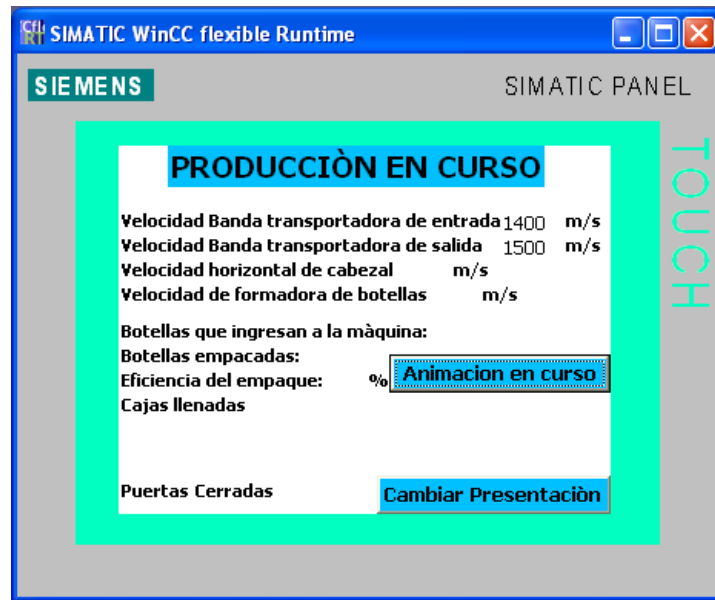 SIMATIC WinCC flexible Runtime
SIEMENS
SIMATIC PANEL
TOUCH
PRODUCCIÒN EN CURSO
Velocidad Banda transportadora de entrada 1400 m/s
Velocidad Banda transportadora de salida 1500 m/s
Velocidad horizontal de cabezal m/s
Velocidad de formadora de botellas m/s
Botellas que ingresan a la màquina:
Botellas empacadas:
Eficiencia del empaque: %
Animacion en curso
Cajas llenadas
Puertas Cerradas
Cambiar Presentaciòn